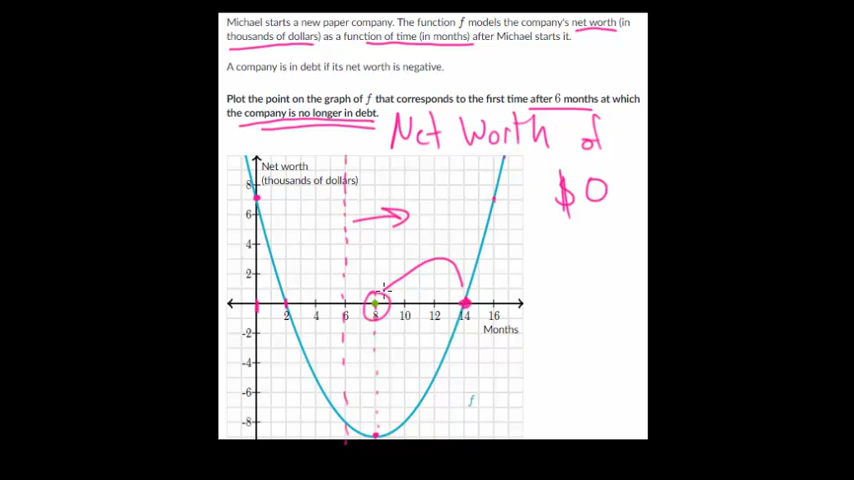 Michael starts a new paper company. The function f models the company's net worth (in
thousands of dollars) as a function of time (in months) after Michael starts it.
A company is in debt if its net worth is negative.
Plot the point on the graph of f that corresponds to the first time after 6 months at which
the company is no longer in debt.
Net Worth of
$0
Net worth
(thousands of dollars)
8
6
4
2
2 4 6 8 10 12 14 16
Months
-2
-4
-6
-8
f